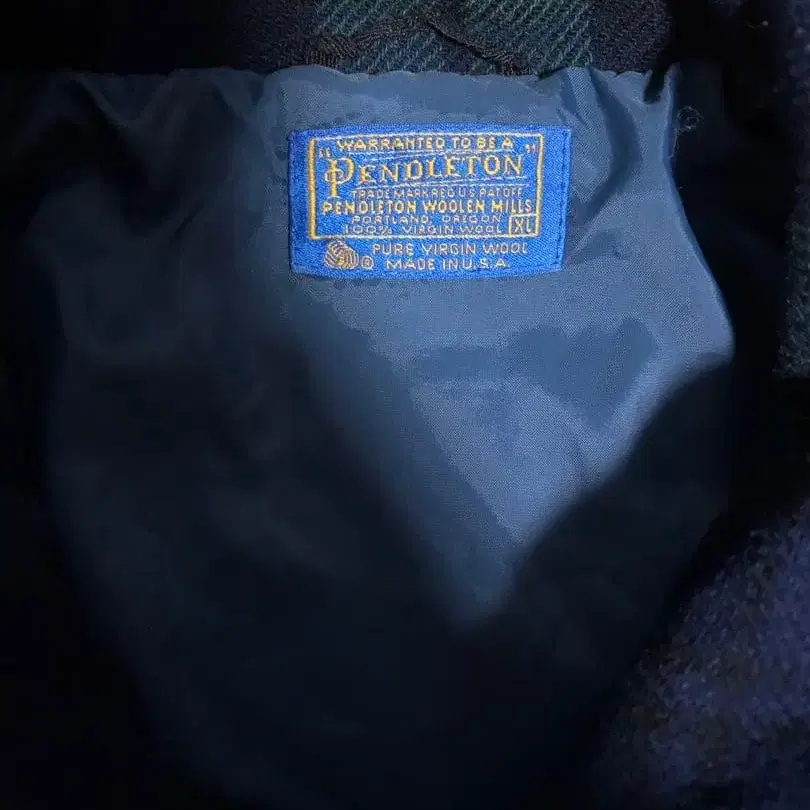 WARRANTED TO BE A
"PENDLETON"
TRADE MARK REG U S PAT OFF
PENDLETON WOOLEN MILLS
PORTLAND, OREGON
100% VIRGIN WOOL XL
PURE VIRGIN WOOL
® MADE IN U.S.A.